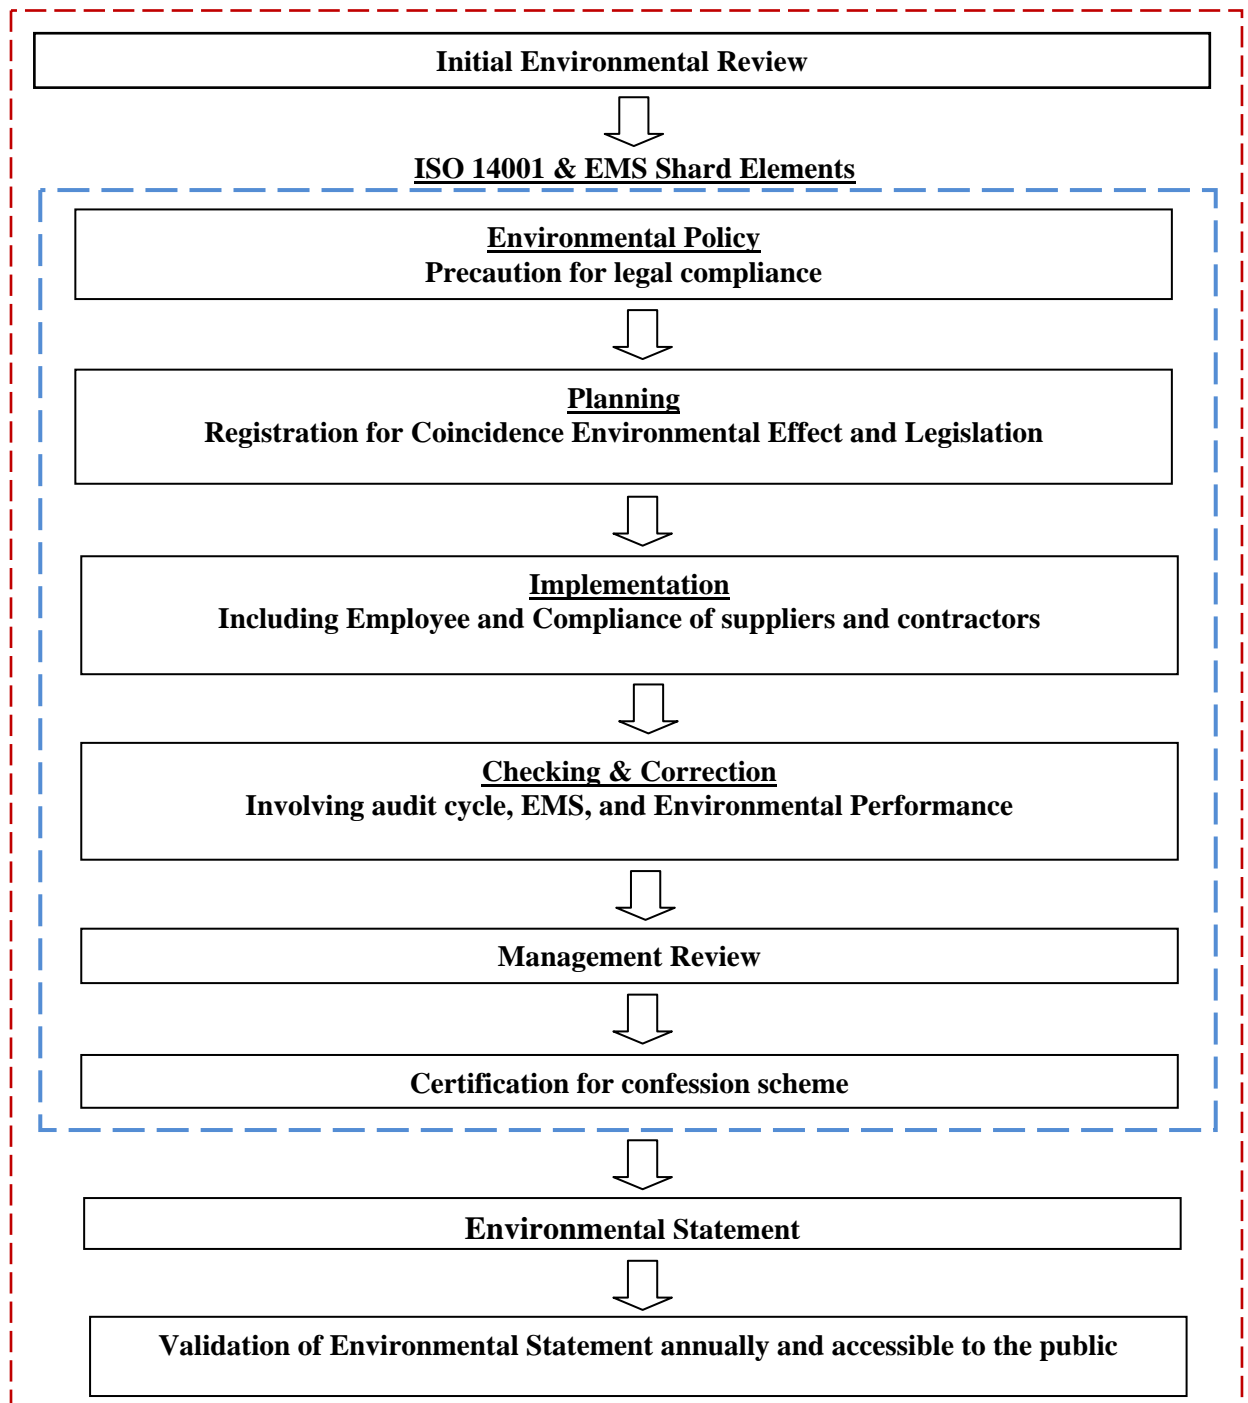 Initial Environmental Review
ISO 14001 & EMS Shard Elements
Environmental Policy
Precaution for legal compliance
Planning
Registration for Coincidence Environmental Effect and Legislation
Implementation
Including Employee and Compliance of suppliers and contractors
Checking & Correction
Involving audit cycle, EMS, and Environmental Performance
Management Review
Certification for confession scheme
Environmental Statement
Validation of Environmental Statement annually and accessible to the public